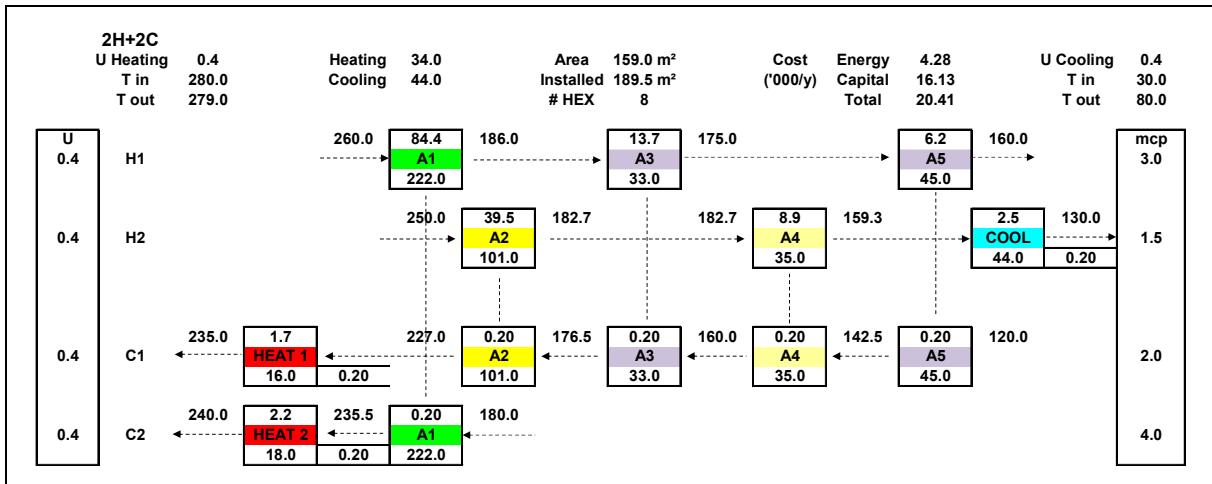 2H+2C
U Heating 0.4 Heating 34.0 Area 159.0 m² Cost Energy 4.28 U Cooling 0.4
T in 280.0 Cooling 44.0 Installed 189.5 m² ('000/y) Capital 16.13 T in 30.0
T out 279.0 # HEX 8 Total 20.41 T out 80.0
U 260.0 84.4 186.0 13.7 175.0 6.2 160.0 mcp
0.4 H1 A1 A3 A5 3.0
222.0 33.0 45.0
250.0 39.5 182.7 182.7 8.9 159.3 2.5 130.0
0.4 H2 A2 A4 COOL 1.5
101.0 35.0 44.0 0.20
235.0 1.7 227.0 0.20 176.5 0.20 160.0 0.20 142.5 0.20 120.0
0.4 C1 HEAT 1 A2 A3 A4 A5 2.0
16.0 0.20 101.0 33.0 35.0 45.0
240.0 2.2 235.5 0.20 180.0
0.4 C2 HEAT 2 A1 4.0
18.0 0.20 222.0